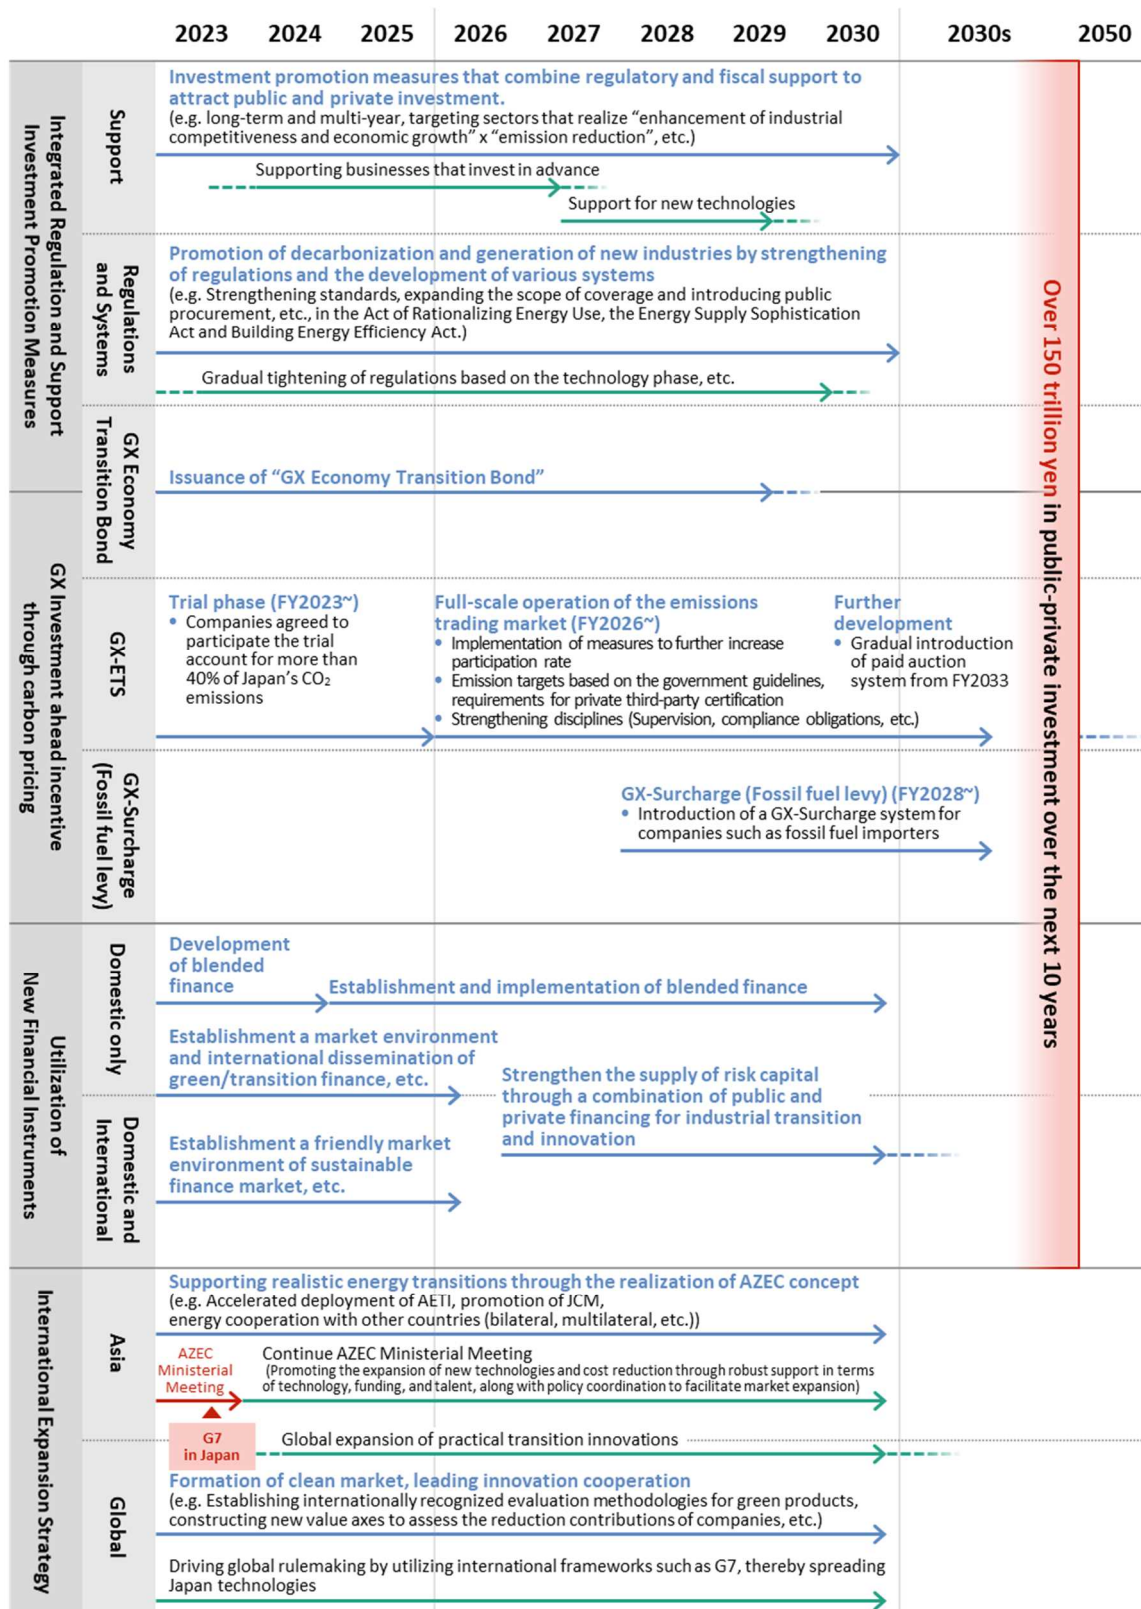 2023 2024 2025 2026 2027 2028 2029 2030 2030s 2050
Integrated Regulation and Support
Investment Promotion Measures
Support
Investment promotion measures that combine regulatory and fiscal support to
attract public and private investment.
(e.g. long-term and multi-year, targeting sectors that realize “enhancement of industrial
competitiveness and economic growth” x “emission reduction”, etc.)
Supporting businesses that invest in advance
Support for new technologies
Regulations
and Systems
Promotion of decarbonization and generation of new industries by strengthening
of regulations and the development of various systems
(e.g. Strengthening standards, expanding the scope of coverage and introducing public
procurement, etc., in the Act of Rationalizing Energy Use, the Energy Supply Sophistication
Act and Building Energy Efficiency Act.)
Gradual tightening of regulations based on the technology phase, etc.
GX Economy
Transition Bond
Issuance of “GX Economy Transition Bond”
GX Investment ahead incentive
through carbon pricing
GX-ETS
Trial phase (FY2023~)
• Companies agreed to
participate the trial
account for more than
40% of Japan's CO₂
emissions
Full-scale operation of the emissions
trading market (FY2026~)
• Implementation of measures to further increase
participation rate
• Emission targets based on the government guidelines,
requirements for private third-party certification
• Strengthening disciplines (Supervision, compliance obligations, etc.)
Further
development
• Gradual introduction
of paid auction
system from FY2033
GX-Surcharge
(Fossil fuel levy)
GX-Surcharge (Fossil fuel levy) (FY2028~)
• Introduction of a GX-Surcharge system for
companies such as fossil fuel importers
Over 150 trillion yen in public-private investment over the next 10 years
Utilization of
New Financial Instruments
Domestic only
Development
of blended
finance
Establishment and implementation of blended finance
Establishment a market environment
and international dissemination of
green/transition finance, etc.
Strengthen the supply of risk capital
through a combination of public and
private financing for industrial transition
and innovation
Domestic and
International
Establishment a friendly market
environment of sustainable
finance market, etc.
International Expansion Strategy
Asia
Supporting realistic energy transitions through the realization of AZEC concept
(e.g. Accelerated deployment of AETI, promotion of JCM,
energy cooperation with other countries (bilateral, multilateral, etc.))
AZEC
Ministerial
Meeting
Continue AZEC Ministerial Meeting
(Promoting the expansion of new technologies and cost reduction through robust support in terms
of technology, funding, and talent, along with policy coordination to facilitate market expansion)
G7
in Japan
Global expansion of practical transition innovations
Global
Formation of clean market, leading innovation cooperation
(e.g. Establishing internationally recognized evaluation methodologies for green products,
constructing new value axes to assess the reduction contributions of companies, etc.)
Driving global rulemaking by utilizing international frameworks such as G7, thereby spreading
Japan technologies